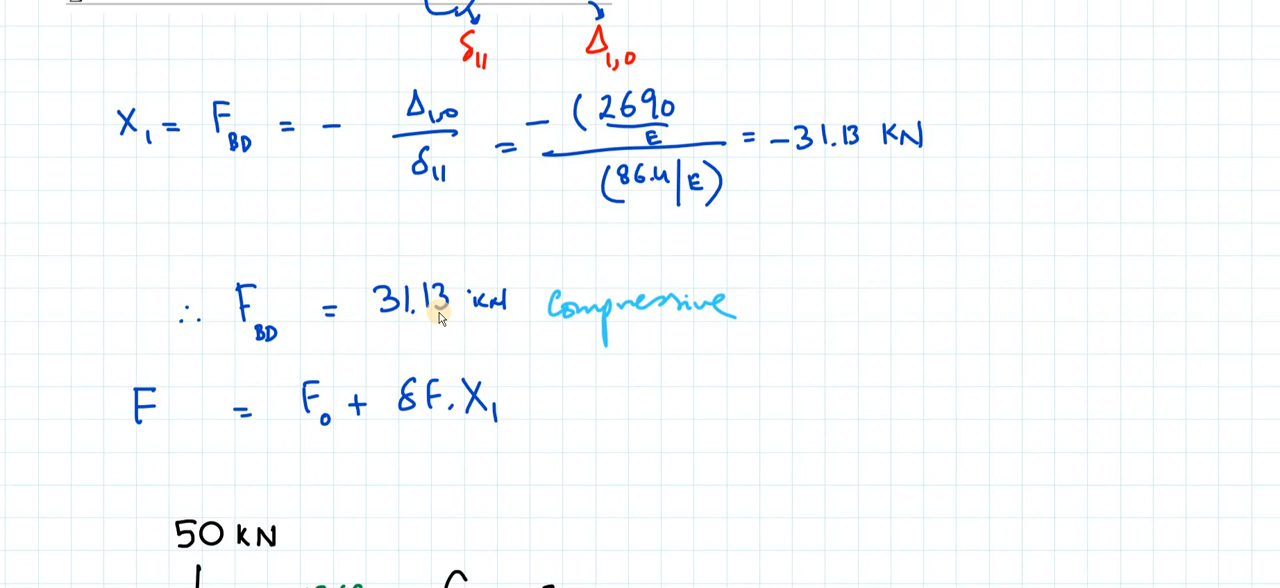 δ11 Δ1,0
X1 = FBD = - Δ1,0 / δ11 = - (2690/E) / (86.4/E) = -31.13 KN
∴ FBD = 31.13 KN Compressive
F = F0 + δF.X1
50 KN